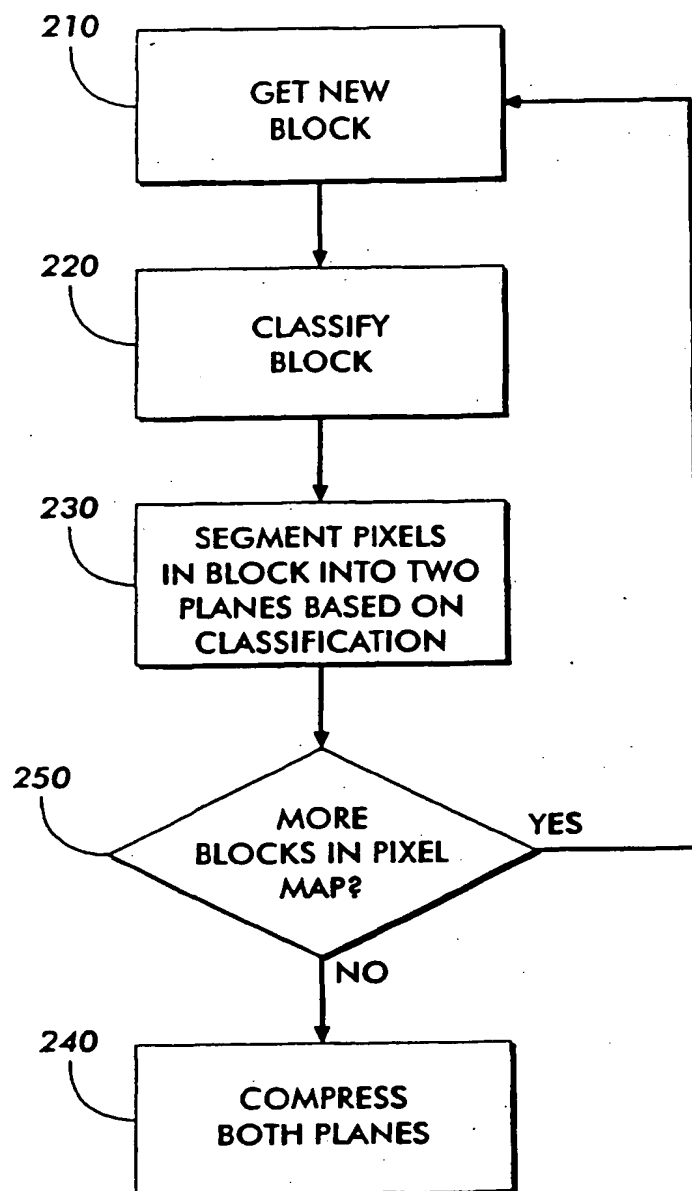 210
GET NEW
BLOCK
220
CLASSIFY
BLOCK
230
SEGMENT PIXELS
IN BLOCK INTO TWO
PLANES BASED ON
CLASSIFICATION
250
MORE
BLOCKS IN PIXEL
MAP?
YES
NO
240
COMPRESS
BOTH PLANES